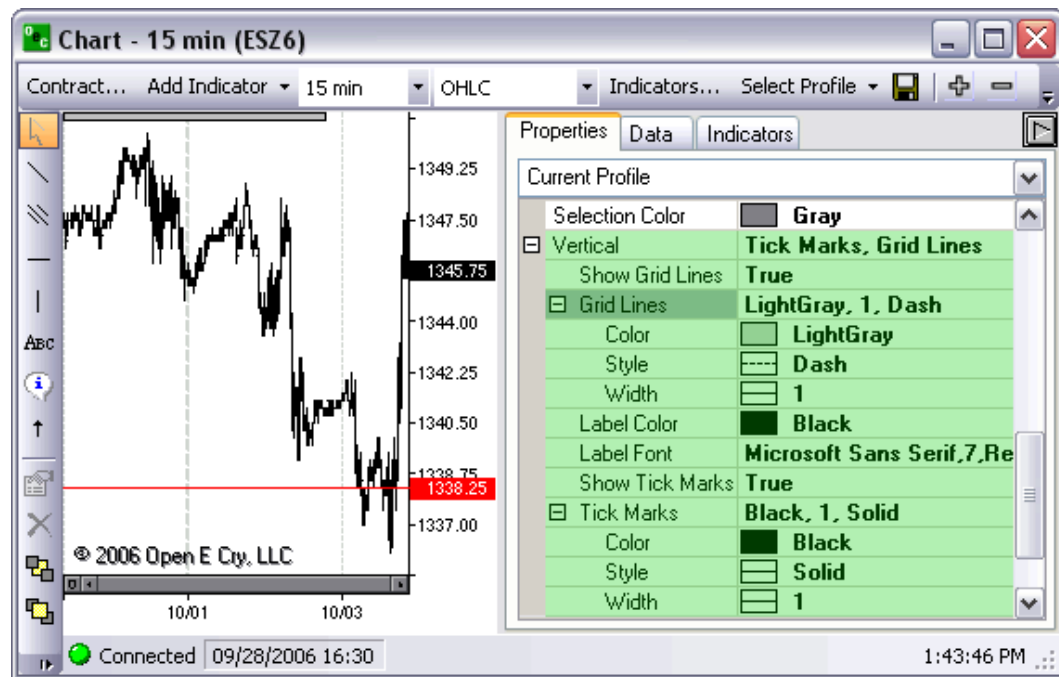 Oec Chart - 15 min (ESZ6)
Contract... Add Indicator 15 min OHLC Indicators... Select Profile
Properties Data Indicators
Current Profile
Selection Color Gray
Vertical Tick Marks, Grid Lines
Show Grid Lines True
Grid Lines LightGray, 1, Dash
Color LightGray
Style Dash
Width 1
Label Color Black
Label Font Microsoft Sans Serif,7,Re
Show Tick Marks True
Tick Marks Black, 1, Solid
Color Black
Style Solid
Width 1
ABC
1349.25
1347.50
1345.75
1344.00
1342.25
1340.50
1338.75
1338.25
1337.00
© 2006 Open E Cry, LLC
10/01 10/03
Connected 09/28/2006 16:30 1:43:46 PM